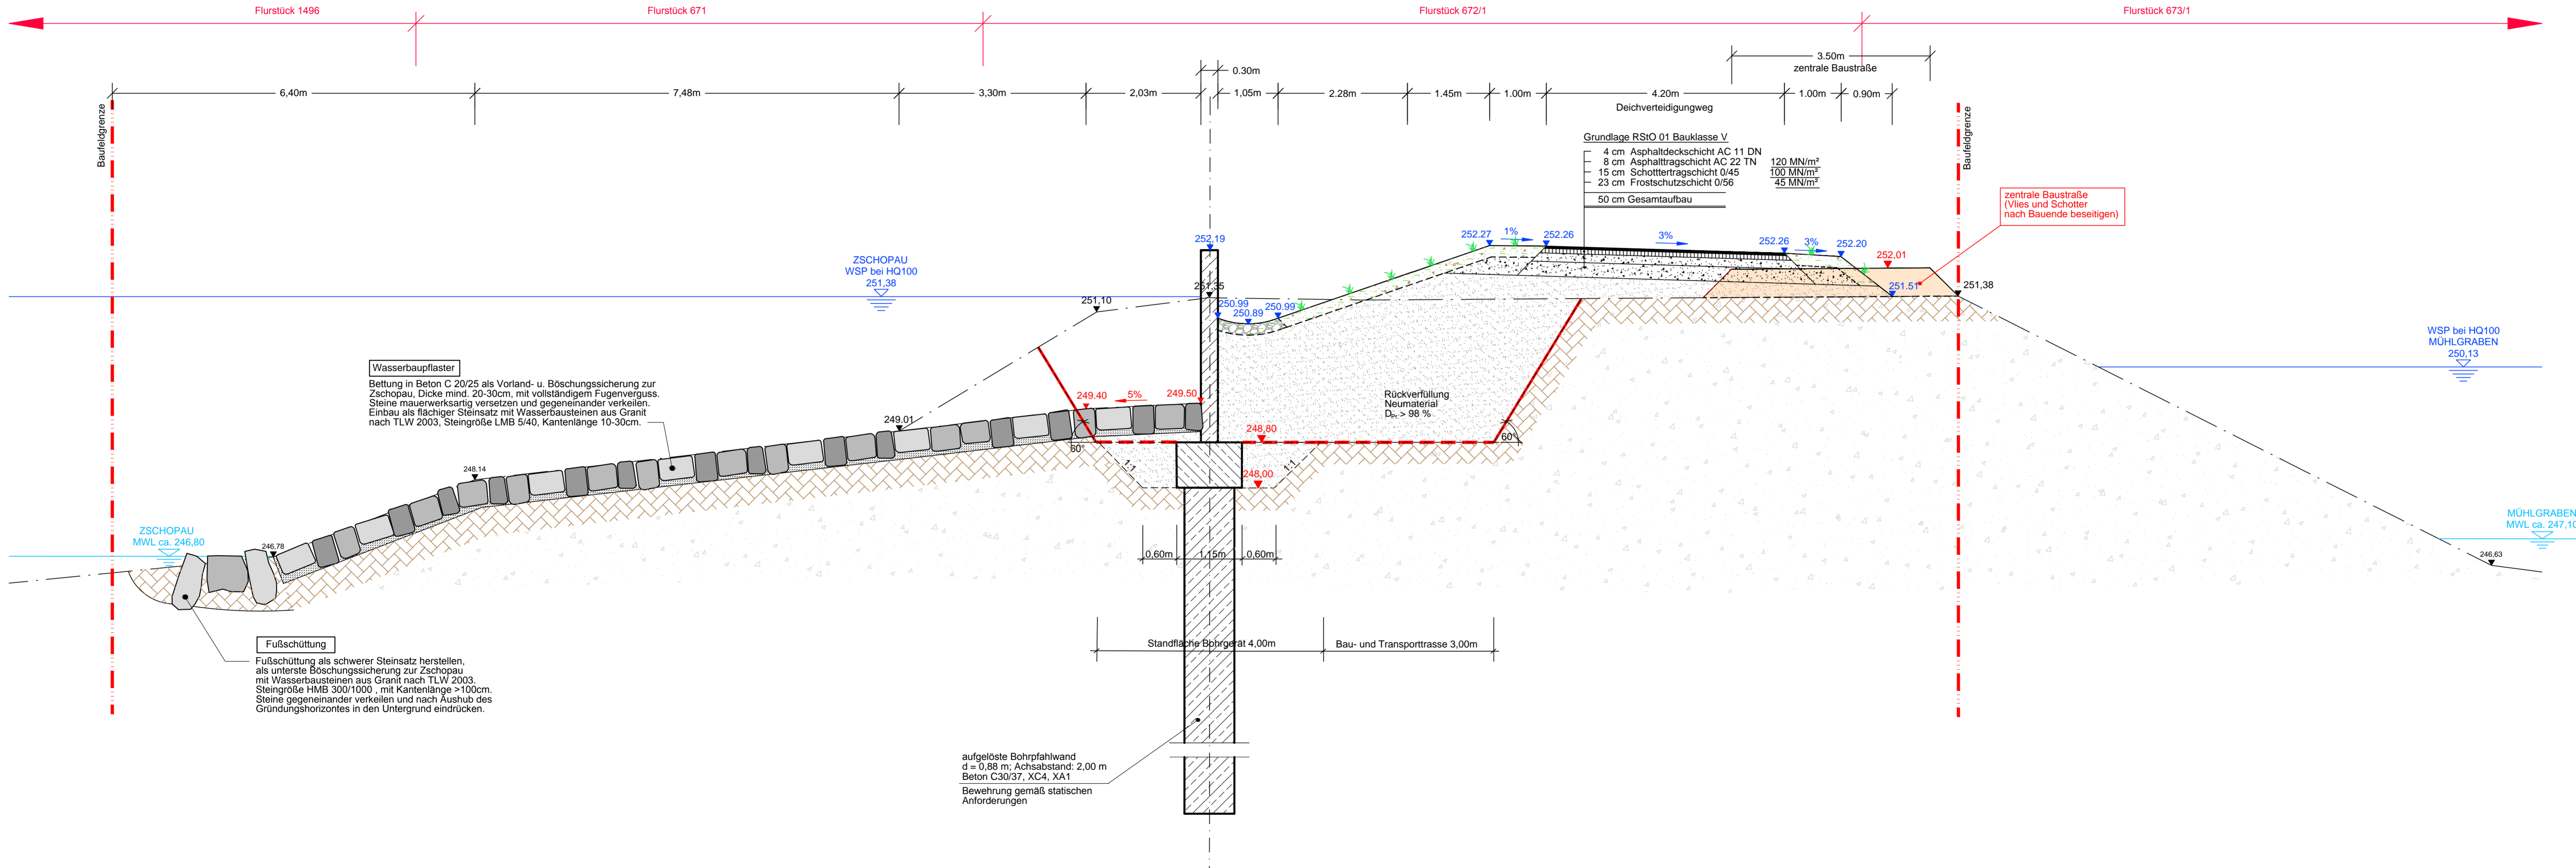 Flurstück 1496
Flurstück 671
Flurstück 672/1
Flurstück 673/1
3.50m
zentrale Baustraße
0.30m
6,40m
7,48m
3,30m
2,03m
1,05m
2.28m
1.45m
1.00m
4.20m
1.00m
0.90m
Deichverteidigungweg
Baufeldgrenze
Baufeldgrenze
Grundlage RStO 01 Bauklasse V
4 cm Asphaltdeckschicht AC 11 DN
8 cm Asphalttragschicht AC 22 TN 120 MN/m²
15 cm Schotttertragschicht 0/45 100 MN/m²
23 cm Frostschutzschicht 0/56 45 MN/m²
50 cm Gesamtaufbau
zentrale Baustraße
(Vlies und Schotter
nach Bauende beseitigen)
252,19
252.27
1%
252.26
3%
252.26
3%
252.20
252,01
ZSCHOPAU
WSP bei HQ100
251,38
251,10
251,35
251.51
251,38
250.99
250.89
250.99
WSP bei HQ100
MÜHLGRABEN
250,13
Wasserbaupflaster
Bettung in Beton C 20/25 als Vorland- u. Böschungssicherung zur
Zschopau, Dicke mind. 20-30cm, mit vollständigem Fugenverguss.
Steine mauerwerksartig versetzen und gegeneinander verkeilen.
Einbau als flächiger Steinsatz mit Wasserbausteinen aus Granit
nach TLW 2003, Steingröße LMB 5/40, Kantenlänge 10-30cm.
249.40
5%
249.50
Rückverfüllung
Neumaterial
DPr > 98 %
249.01
248,80
60°
60°
1:1
1:1
248,00
248.14
ZSCHOPAU
MWL ca. 246,80
246.78
MÜHLGRABEN
MWL ca. 247,10
246,63
0,60m
1,15m
0,60m
Standfläche Bohrgerät 4,00m
Bau- und Transporttrasse 3,00m
Fußschüttung
Fußschüttung als schwerer Steinsatz herstellen,
als unterste Böschungssicherung zur Zschopau
mit Wasserbausteinen aus Granit nach TLW 2003.
Steingröße HMB 300/1000 , mit Kantenlänge >100cm.
Steine gegeneinander verkeilen und nach Aushub des
Gründungshorizontes in den Untergrund eindrücken.
aufgelöste Bohrpfahlwand
d = 0,88 m; Achsabstand: 2,00 m
Beton C30/37, XC4, XA1
Bewehrung gemäß statischen
Anforderungen